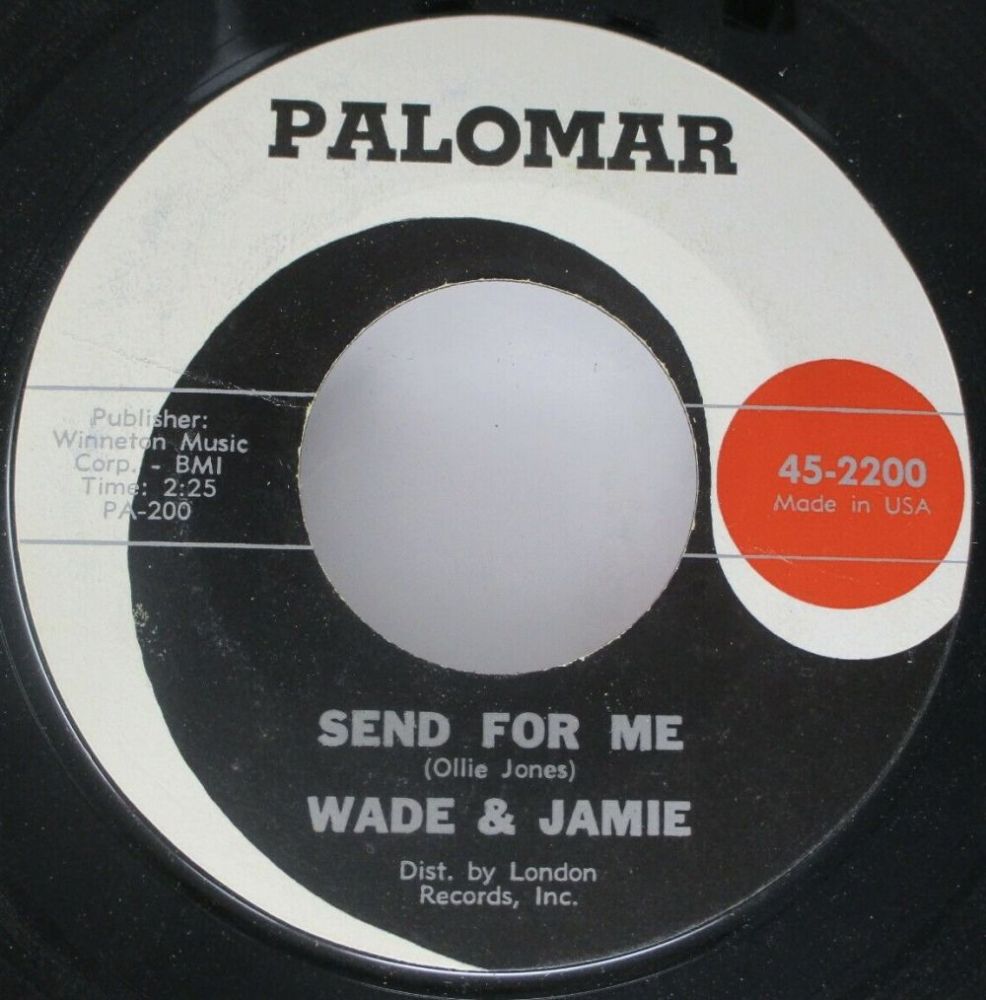 PALOMAR
Publisher:
Winneton Music
Corp. - BMI
Time: 2:25
PA-200
45-2200
Made in USA
SEND FOR ME
(Ollie Jones)
WADE & JAMIE
Dist. by London
Records, Inc.